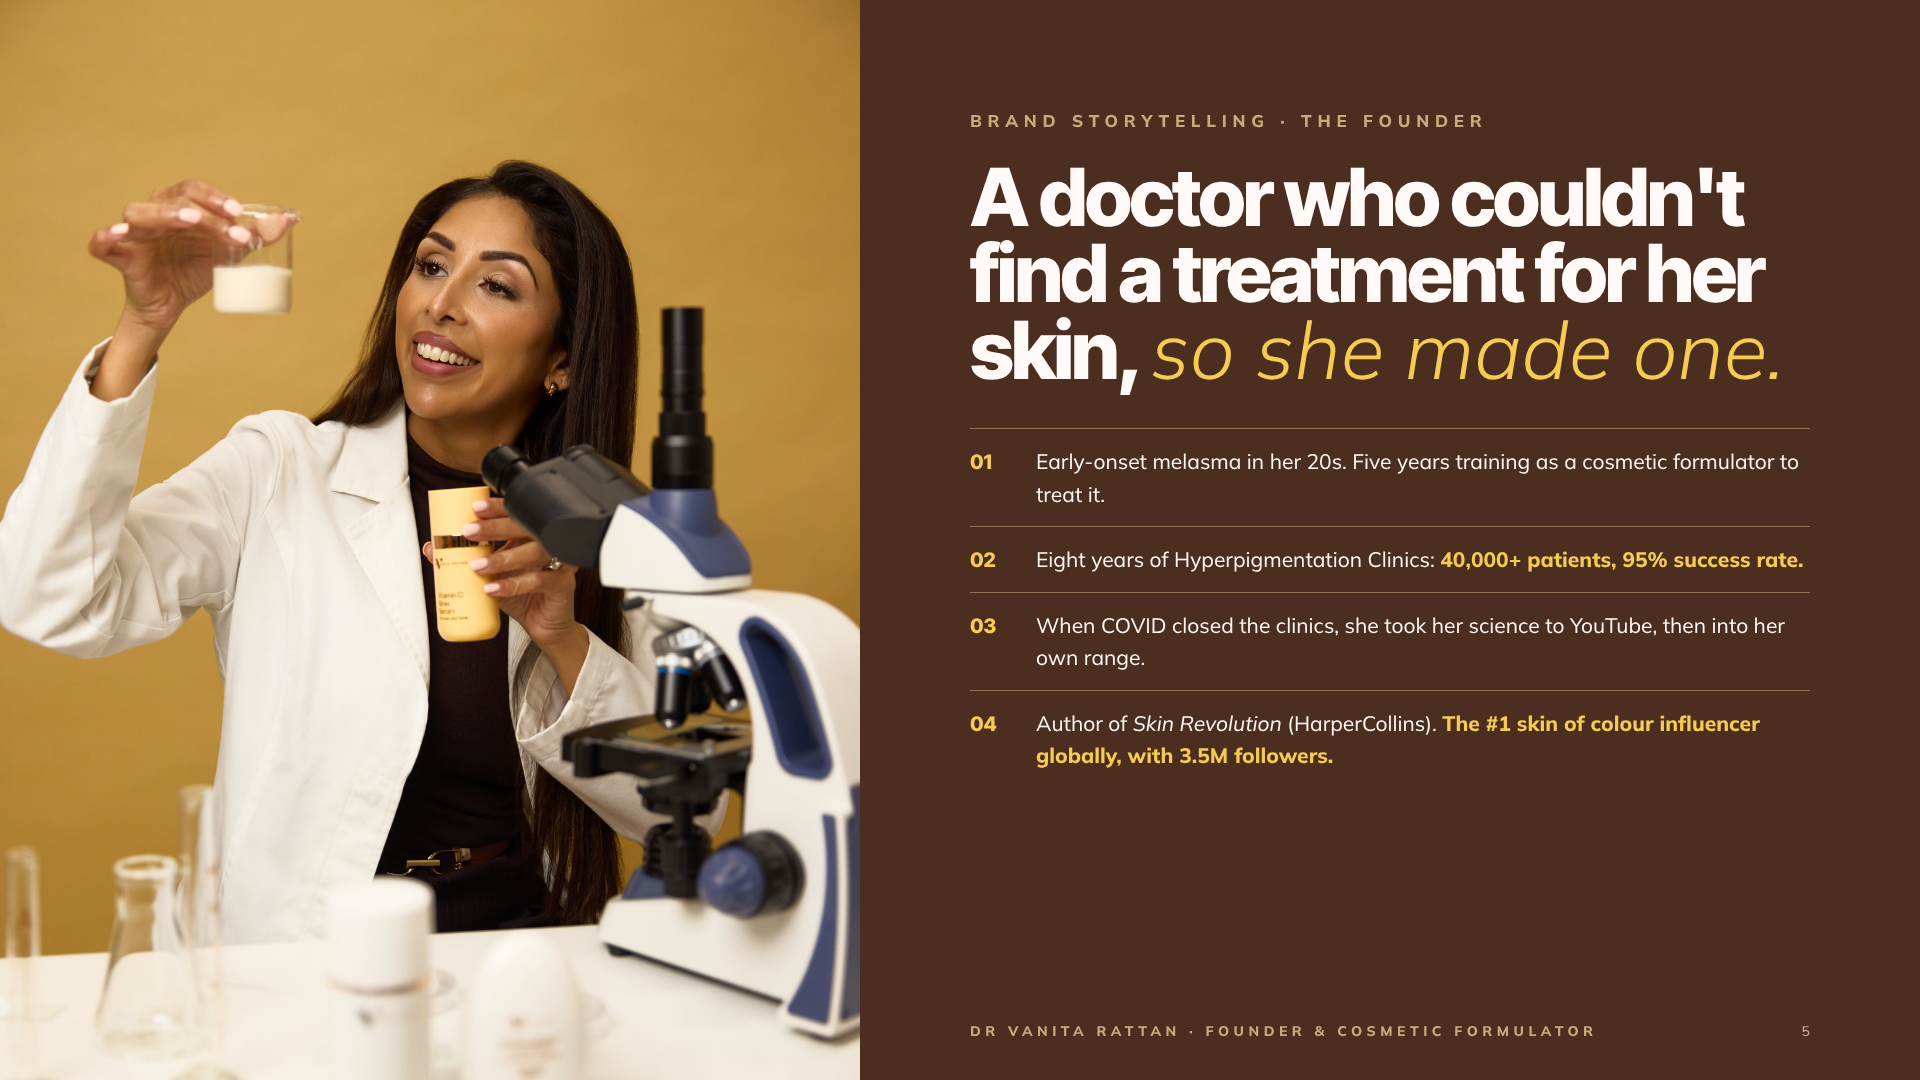 BRAND STORYTELLING · THE FOUNDER
A doctor who couldn't
find a treatment for her
skin, so she made one.
01 Early-onset melasma in her 20s. Five years training as a cosmetic formulator to
treat it.
02 Eight years of Hyperpigmentation Clinics: 40,000+ patients, 95% success rate.
03 When COVID closed the clinics, she took her science to YouTube, then into her
own range.
04 Author of Skin Revolution (HarperCollins). The #1 skin of colour influencer
globally, with 3.5M followers.
DR VANITA RATTAN · FOUNDER & COSMETIC FORMULATOR 5